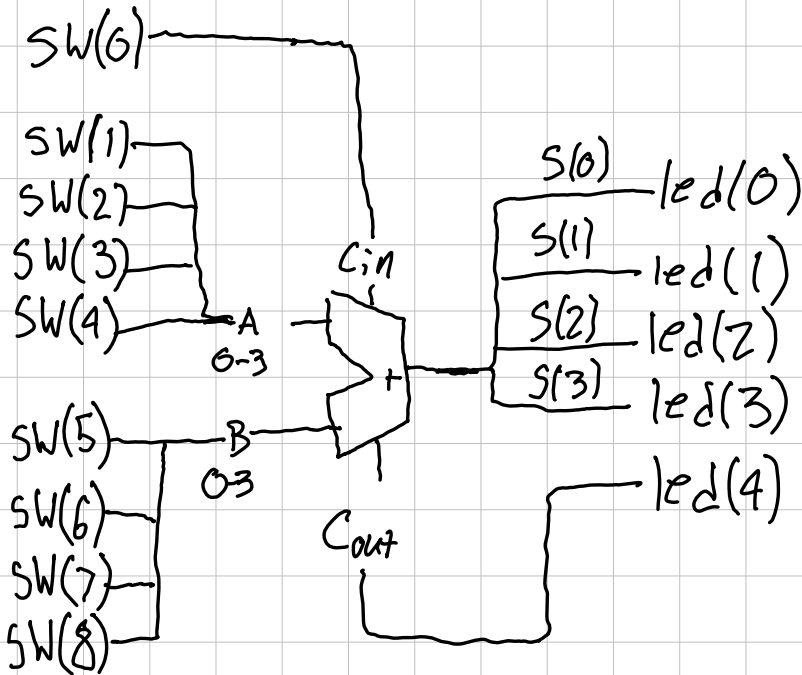 SW(0)
SW(1)
SW(2)
SW(3)
SW(4)
A
0-3
SW(5)
B
0-3
SW(6)
SW(7)
SW(8)
Cin
+
Cout
S(0) led(0)
S(1) led(1)
S(2) led(2)
S(3) led(3)
led(4)